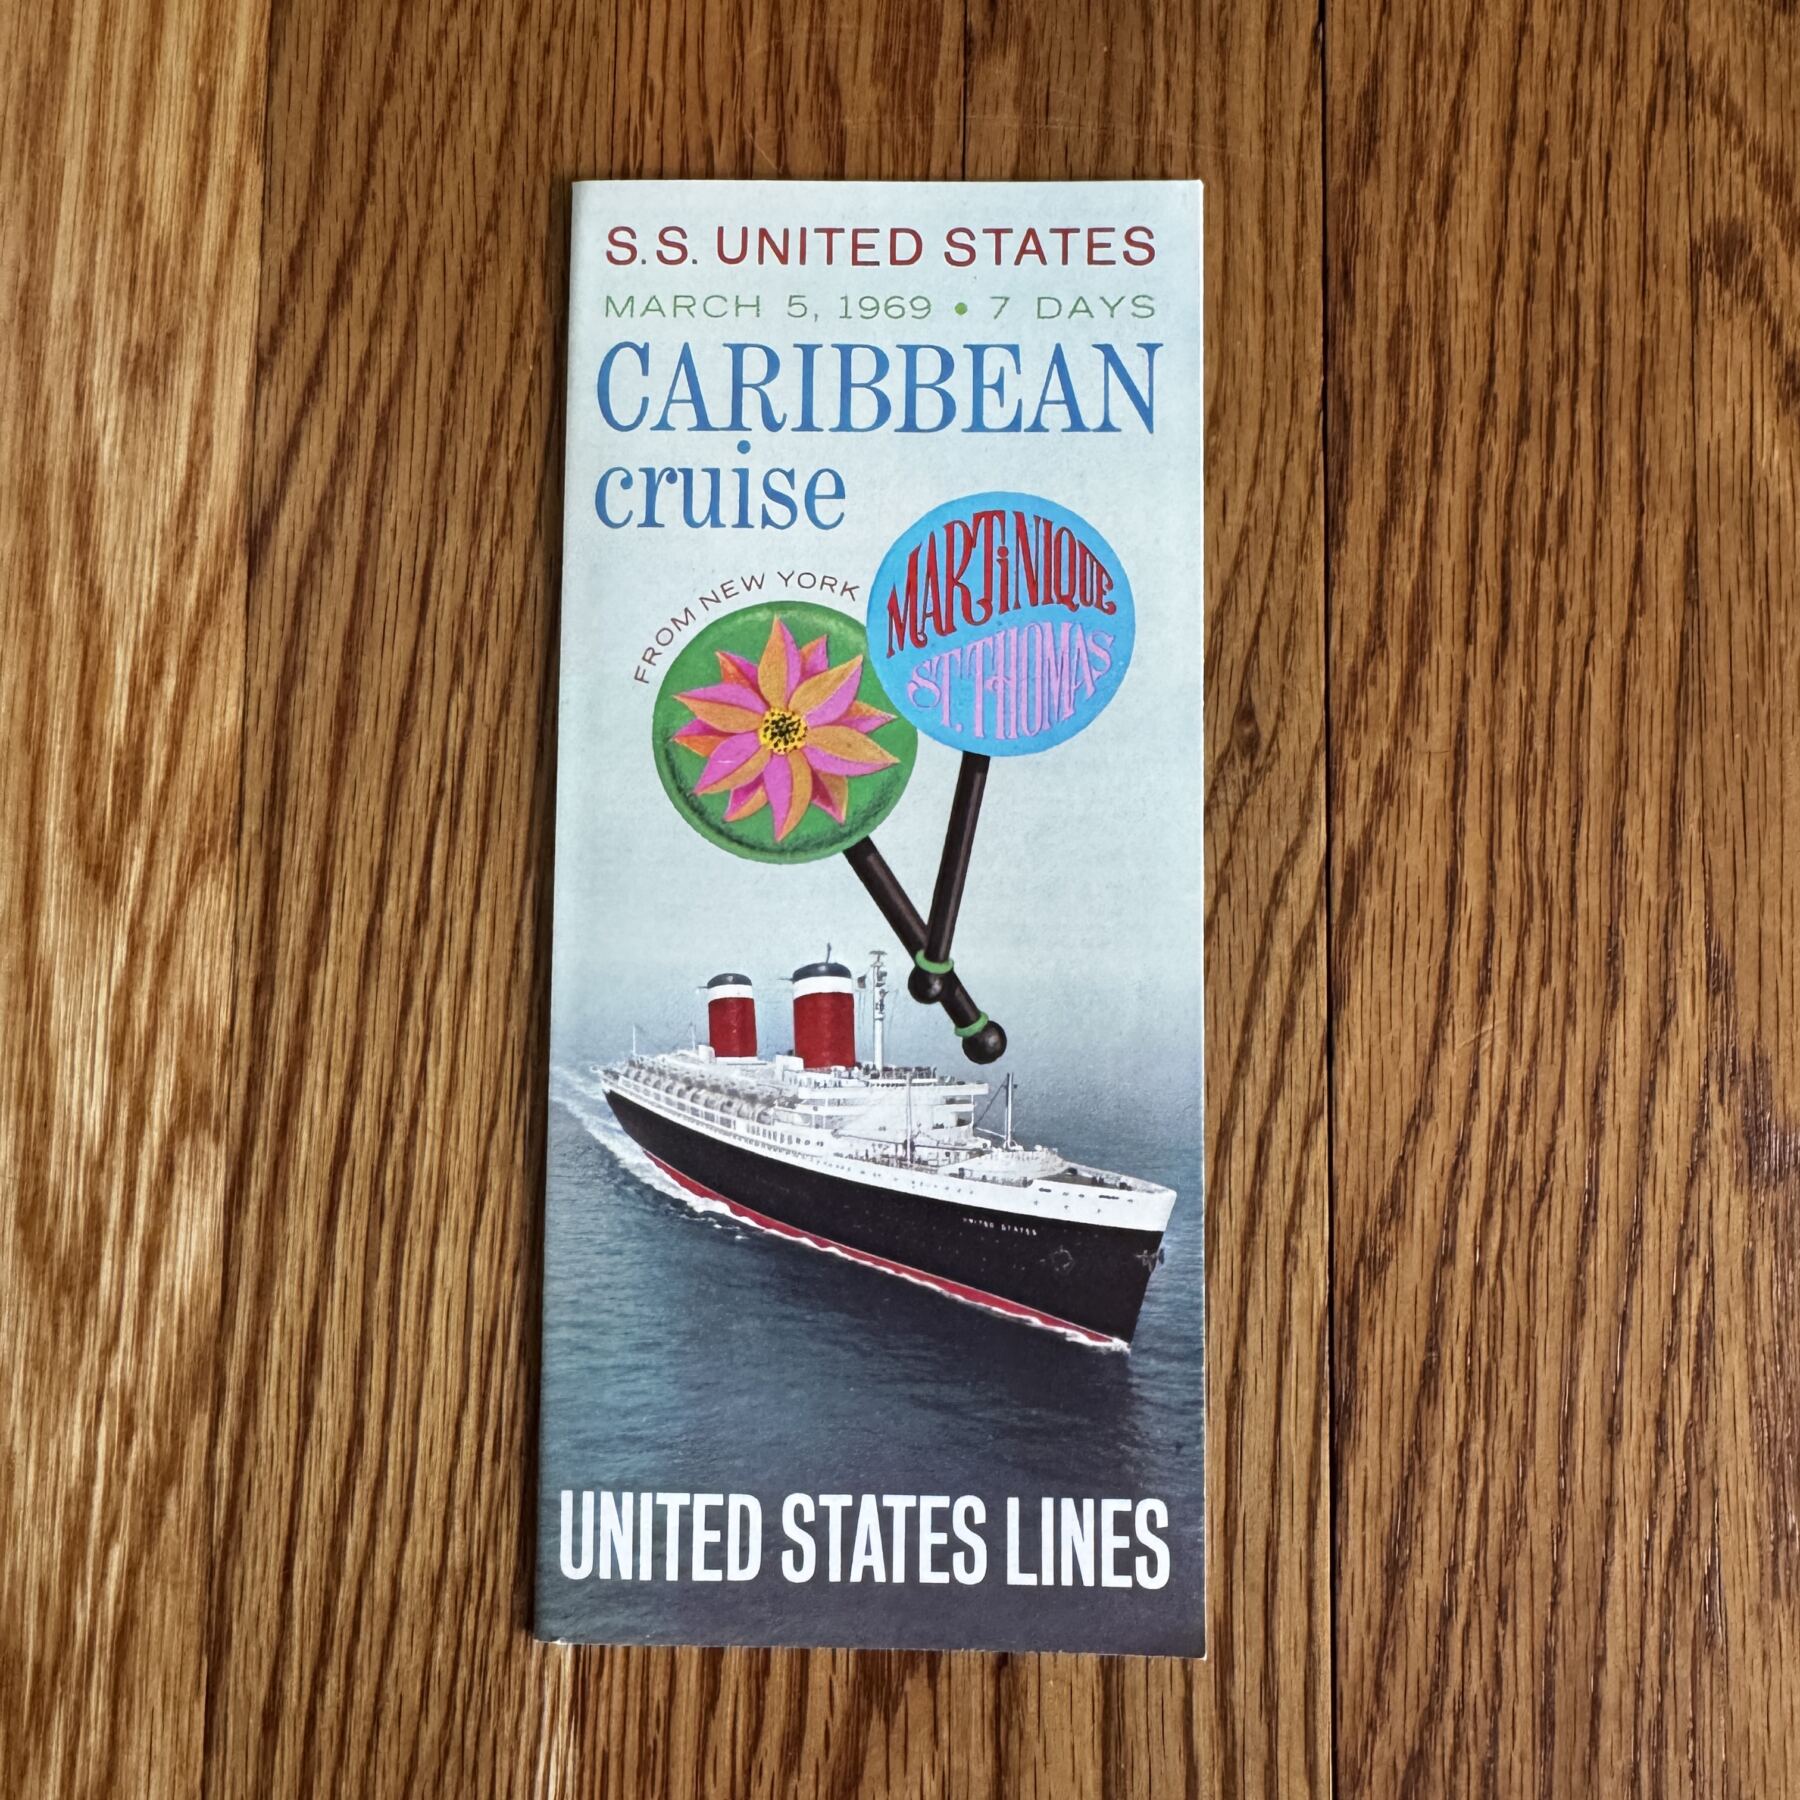 S.S. UNITED STATES
MARCH 5, 1969 • 7 DAYS
CARIBBEAN
cruise
FROM NEW YORK
MARTiNIQUE
ST. THOMAS
UNITED STATES
UNITED STATES LINES